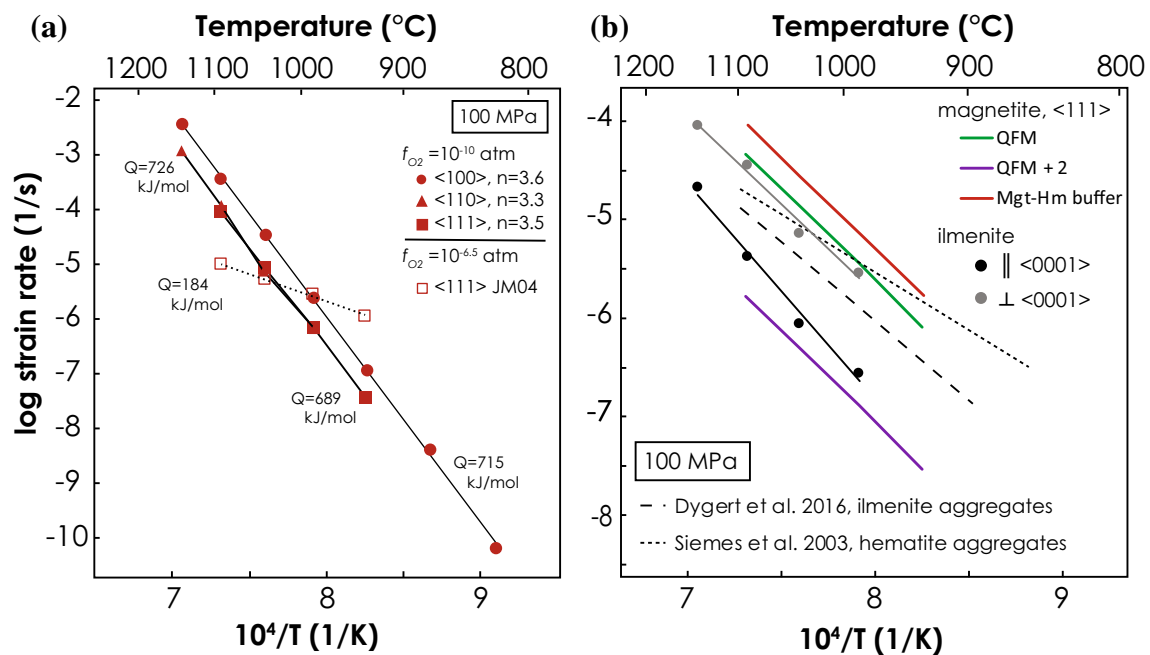 (a)
Temperature (°C)
1200 1100 1000 900 800
-2
-3
-4
-5
-6
-7
-8
-9
-10
log strain rate (1/s)
100 MPa
fO2 =10-10 atm
<100>, n=3.6
<110>, n=3.3
<111>, n=3.5
fO2 =10-6.5 atm
<111> JM04
Q=726
kJ/mol
Q=184
kJ/mol
Q=689
kJ/mol
Q=715
kJ/mol
7 8 9
10⁴/T (1/K)
(b)
Temperature (°C)
1200 1100 1000 900 800
-4
-5
-6
-7
-8
magnetite, <111>
QFM
QFM + 2
Mgt-Hm buffer
ilmenite
|| <0001>
⊥ <0001>
100 MPa
Dygert et al. 2016, ilmenite aggregates
Siemes et al. 2003, hematite aggregates
7 8 9
10⁴/T (1/K)